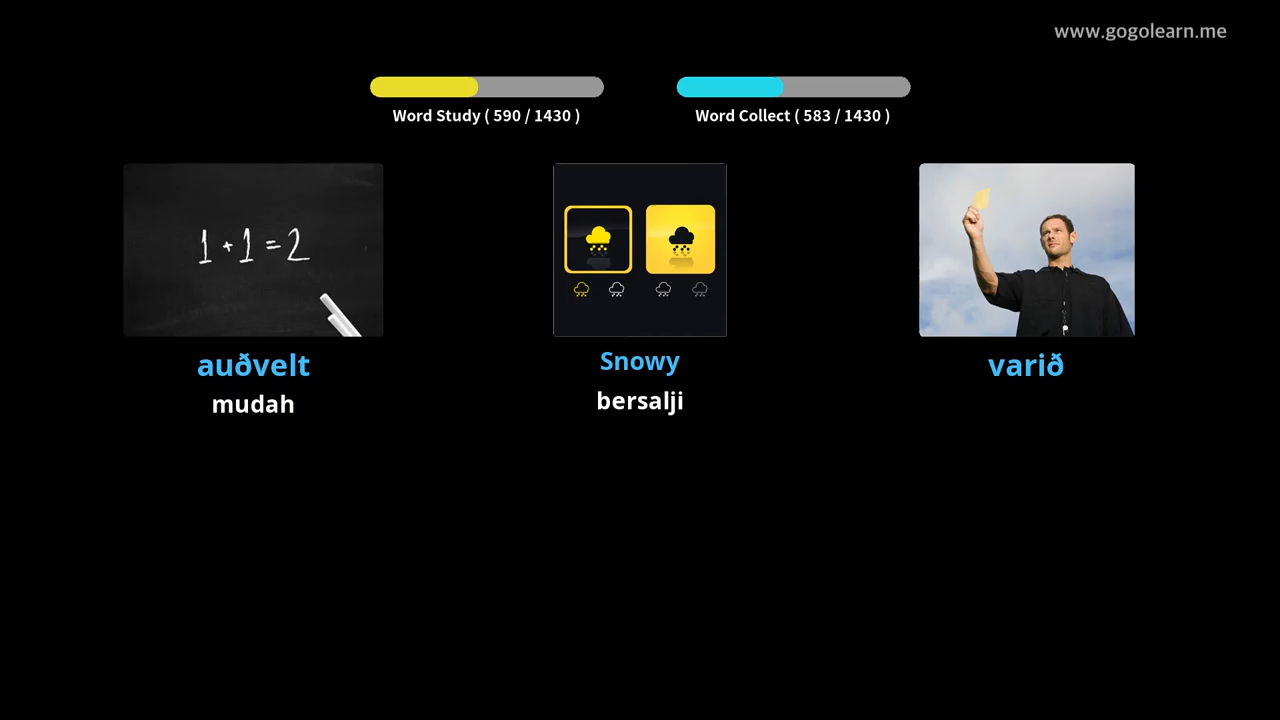 www.gogolearn.me
Word Study ( 590 / 1430 )
Word Collect ( 583 / 1430 )
1 + 1 = 2
auðvelt
mudah
Snowy
bersalji
varið